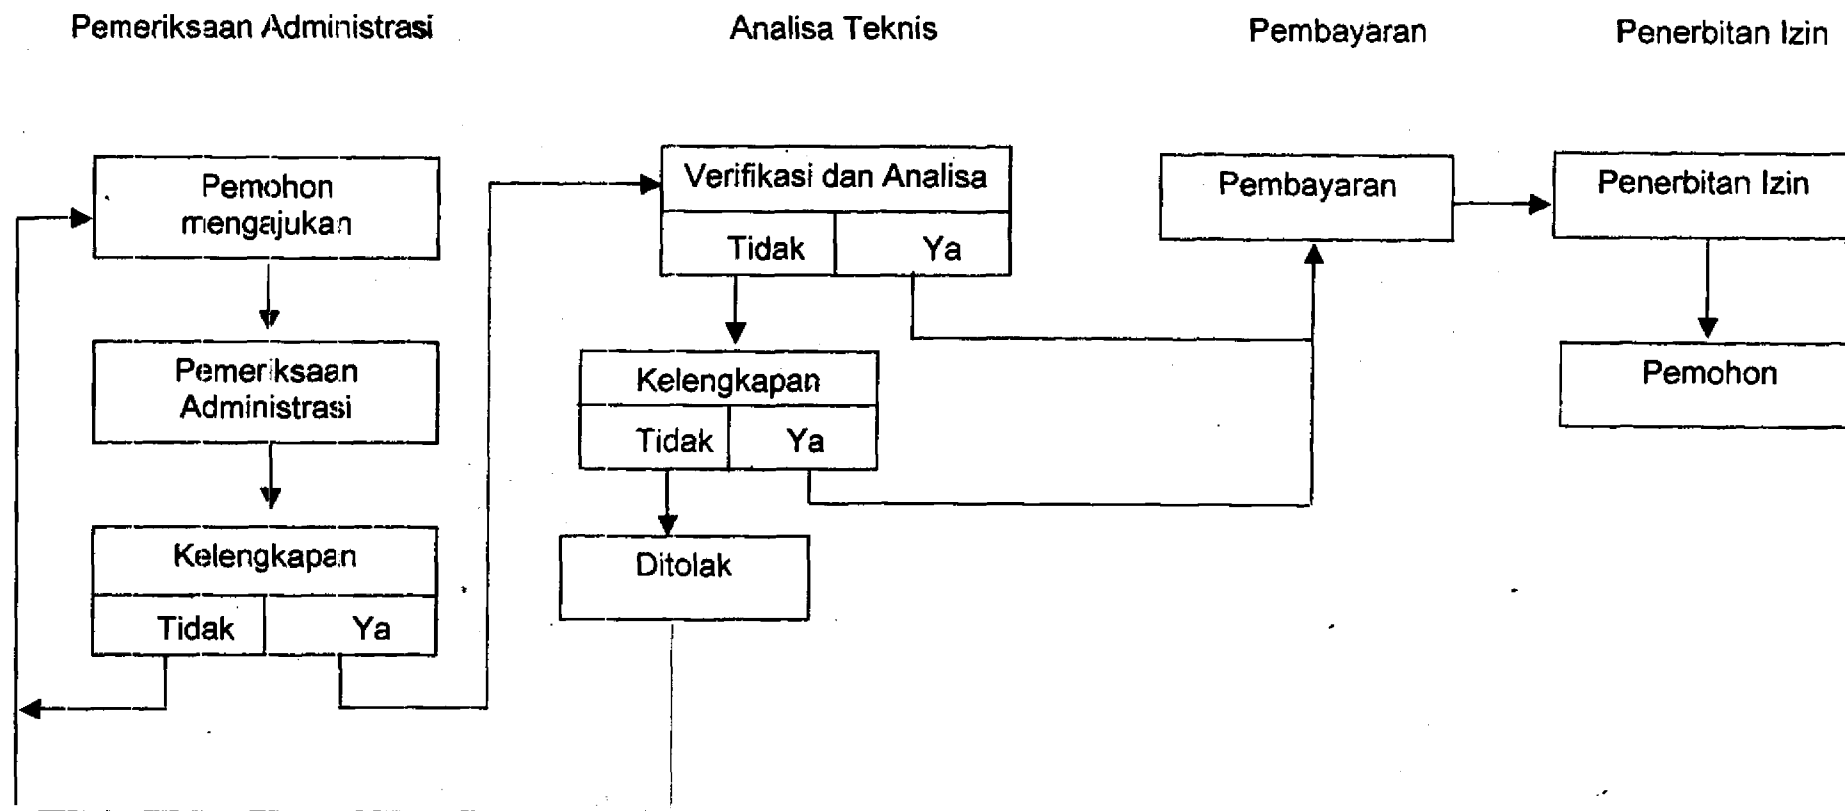 Pemeriksaan Administrasi
Analisa Teknis
Pembayaran
Penerbitan Izin
Pemohon
mengajukan
Pemeriksaan
Administrasi
Kelengkapan
Tidak
Ya
Verifikasi dan Analisa
Tidak
Ya
Kelengkapan
Tidak
Ya
Ditolak
Pembayaran
Penerbitan Izin
Pemohon